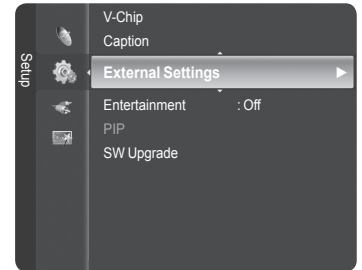 Setup
V-Chip
Caption
External Settings
Entertainment : Off
PIP
SW Upgrade